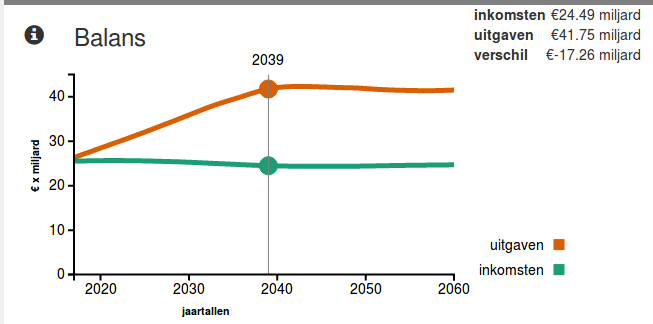 inkomsten €24.49 miljard
uitgaven €41.75 miljard
verschil €-17.26 miljard
i Balans
2039
40
30
20
10
0
€ x miljard
2020 2030 2040 2050 2060
jaartallen
uitgaven
inkomsten